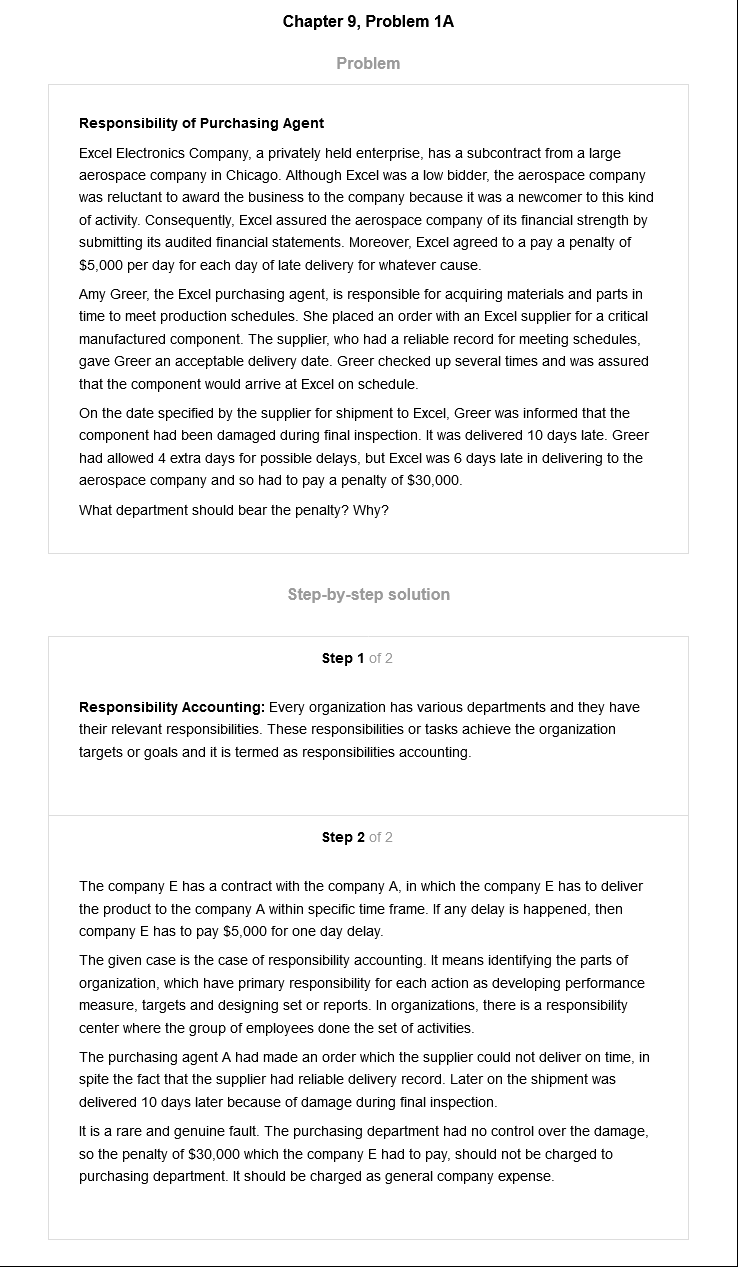 Chapter 9, Problem 1A
Problem
Responsibility of Purchasing Agent
Excel Electronics Company, a privately held enterprise, has a subcontract from a large
aerospace company in Chicago. Although Excel was a low bidder, the aerospace company
was reluctant to award the business to the company because it was a newcomer to this kind
of activity. Consequently, Excel assured the aerospace company of its financial strength by
submitting its audited financial statements. Moreover, Excel agreed to a pay a penalty of
$5,000 per day for each day of late delivery for whatever cause.
Amy Greer, the Excel purchasing agent, is responsible for acquiring materials and parts in
time to meet production schedules. She placed an order with an Excel supplier for a critical
manufactured component. The supplier, who had a reliable record for meeting schedules,
gave Greer an acceptable delivery date. Greer checked up several times and was assured
that the component would arrive at Excel on schedule.
On the date specified by the supplier for shipment to Excel, Greer was informed that the
component had been damaged during final inspection. It was delivered 10 days late. Greer
had allowed 4 extra days for possible delays, but Excel was 6 days late in delivering to the
aerospace company and so had to pay a penalty of $30,000.
What department should bear the penalty? Why?
Step-by-step solution
Step 1 of 2
Responsibility Accounting: Every organization has various departments and they have
their relevant responsibilities. These responsibilities or tasks achieve the organization
targets or goals and it is termed as responsibilities accounting.
Step 2 of 2
The company E has a contract with the company A, in which the company E has to deliver
the product to the company A within specific time frame. If any delay is happened, then
company E has to pay $5,000 for one day delay.
The given case is the case of responsibility accounting. It means identifying the parts of
organization, which have primary responsibility for each action as developing performance
measure, targets and designing set or reports. In organizations, there is a responsibility
center where the group of employees done the set of activities.
The purchasing agent A had made an order which the supplier could not deliver on time, in
spite the fact that the supplier had reliable delivery record. Later on the shipment was
delivered 10 days later because of damage during final inspection.
It is a rare and genuine fault. The purchasing department had no control over the damage,
so the penalty of $30,000 which the company E had to pay, should not be charged to
purchasing department. It should be charged as general company expense.